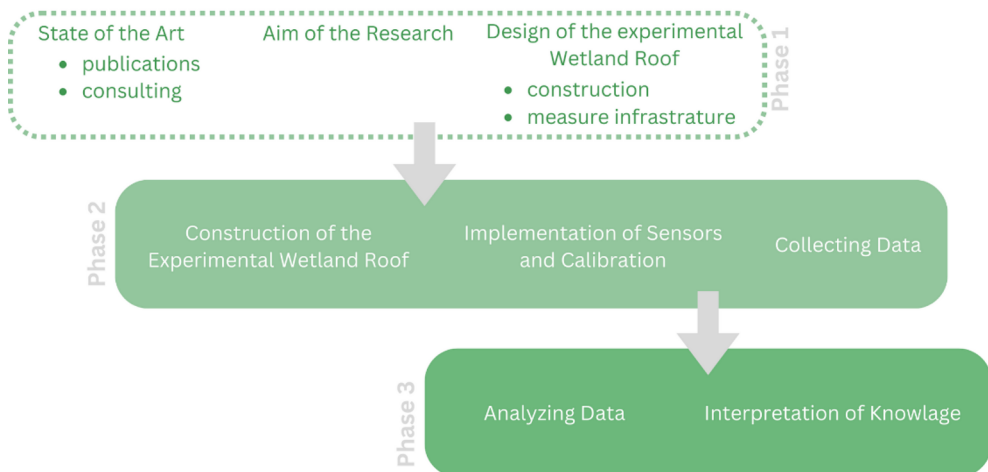 State of the Art
• publications
• consulting
Aim of the Research
Design of the experimental
Wetland Roof
• construction
• measure infrastrature
Phase 1
Phase 2
Construction of the
Experimental Wetland Roof
Implementation of Sensors
and Calibration
Collecting Data
Phase 3
Analyzing Data
Interpretation of Knowlage